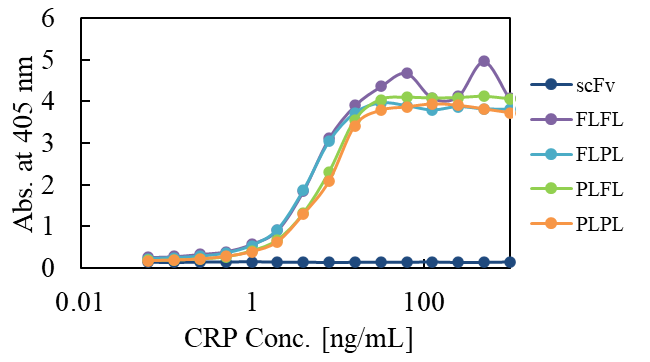 6
5
4
3
2
1
0
Abs. at 405 nm
0.01
1
100
CRP Conc. [ng/mL]
scFv
FLFL
FLPL
PLFL
PLPL